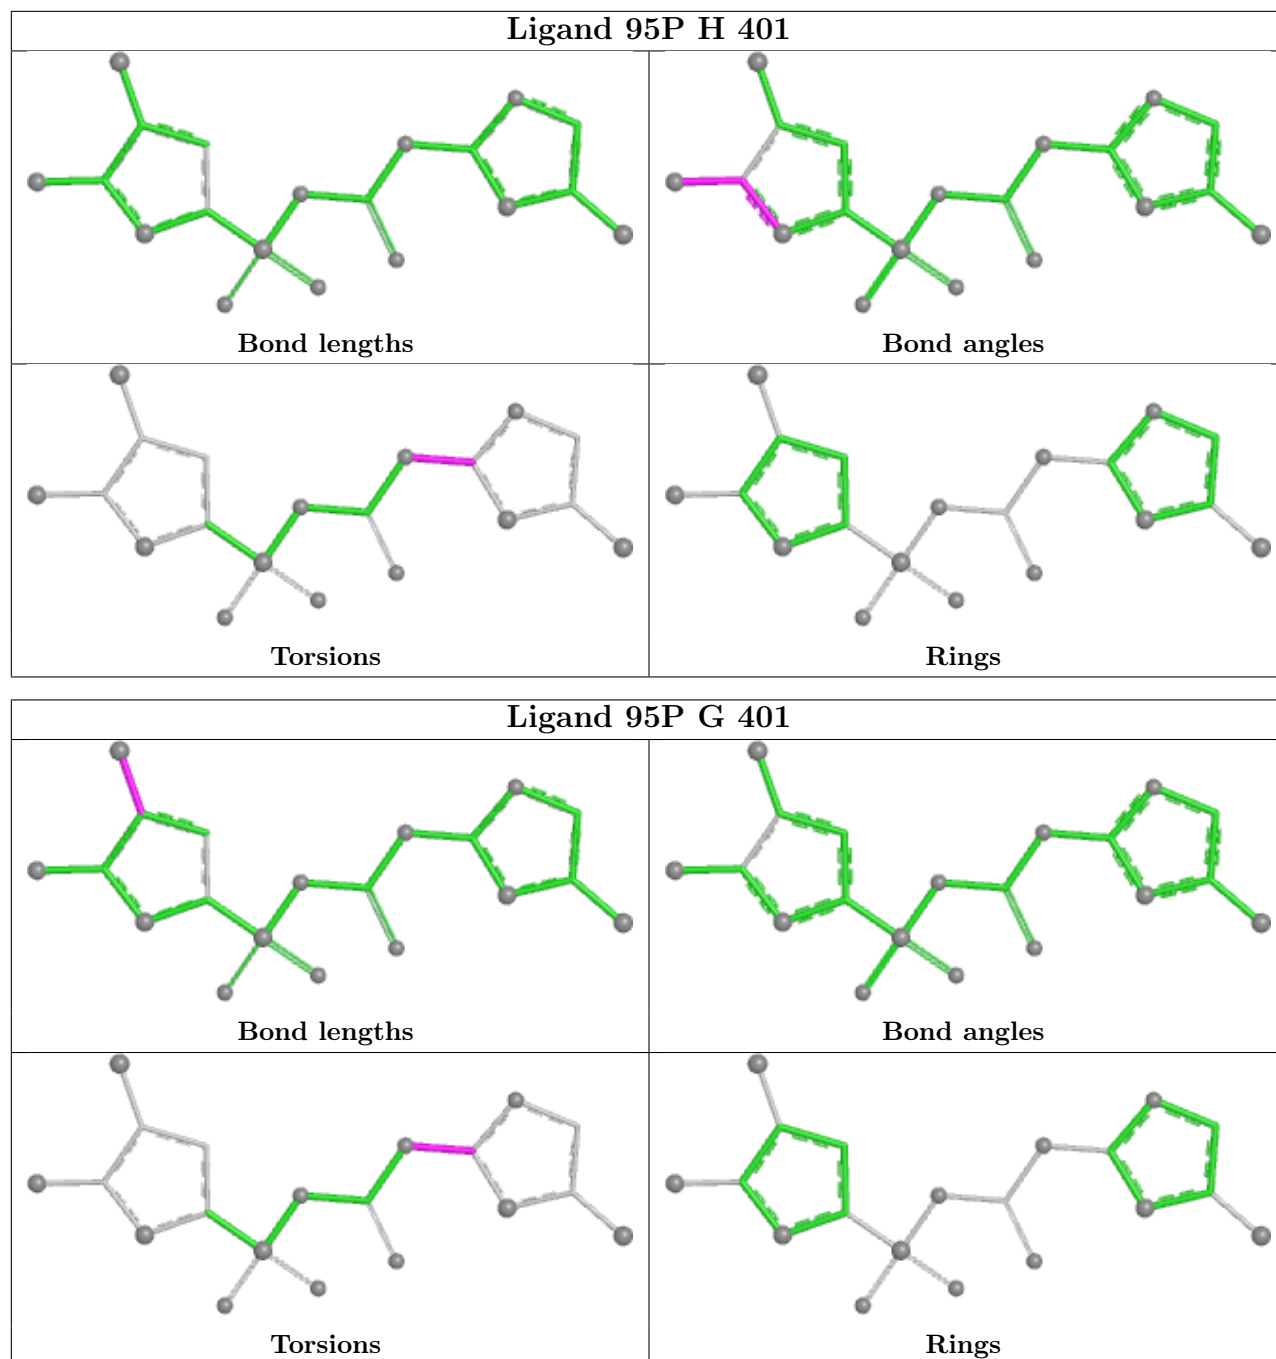 Ligand 95P H 401
Bond lengths
Bond angles
Torsions
Rings
Ligand 95P G 401
Bond lengths
Bond angles
Torsions
Rings